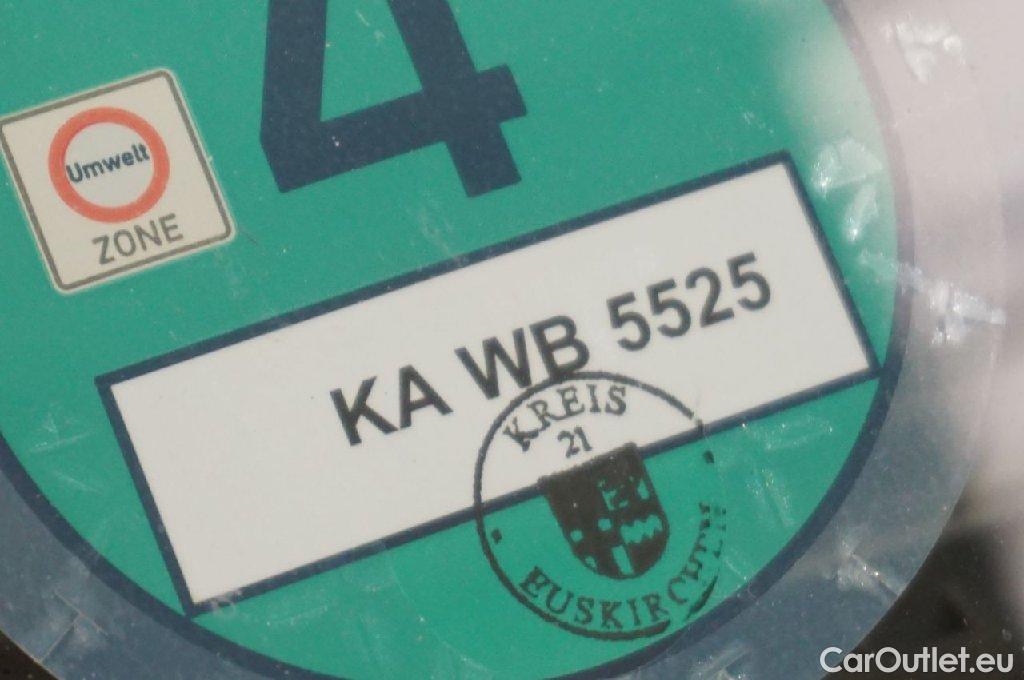 4
Umwelt
ZONE
KA WB 5525
KREIS
21
EUSKIRCHEN
CarOutlet.eu